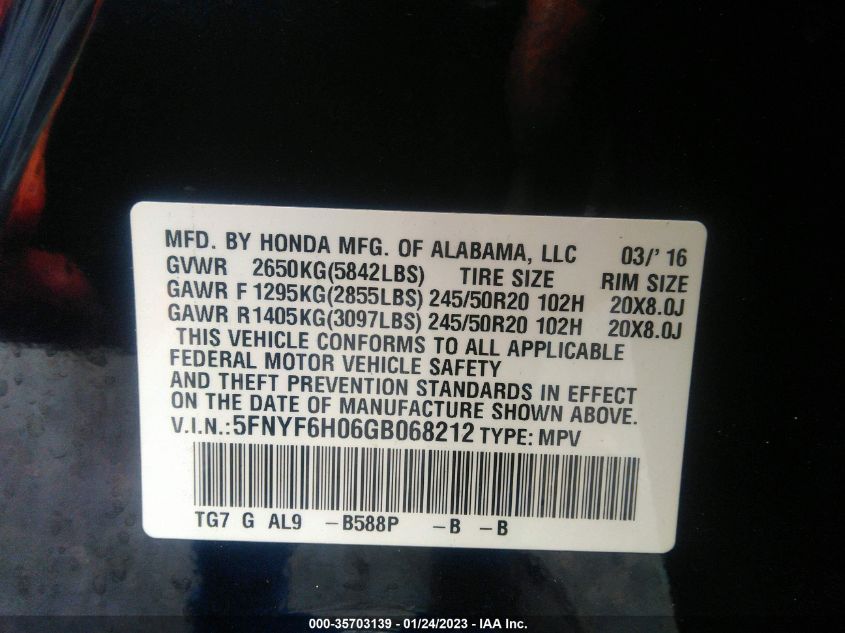 MFD. BY HONDA MFG. OF ALABAMA, LLC 03/' 16
GVWR 2650KG(5842LBS) TIRE SIZE RIM SIZE
GAWR F 1295KG(2855LBS) 245/50R20 102H 20X8.0J
GAWR R 1405KG(3097LBS) 245/50R20 102H 20X8.0J
THIS VEHICLE CONFORMS TO ALL APPLICABLE
FEDERAL MOTOR VEHICLE SAFETY
AND THEFT PREVENTION STANDARDS IN EFFECT
ON THE DATE OF MANUFACTURE SHOWN ABOVE.
V.I.N.: 5FNYF6H06GB068212 TYPE: MPV
TG7 G AL9 -B588P -B -B
000-35703139 - 01/24/2023 - IAA Inc.